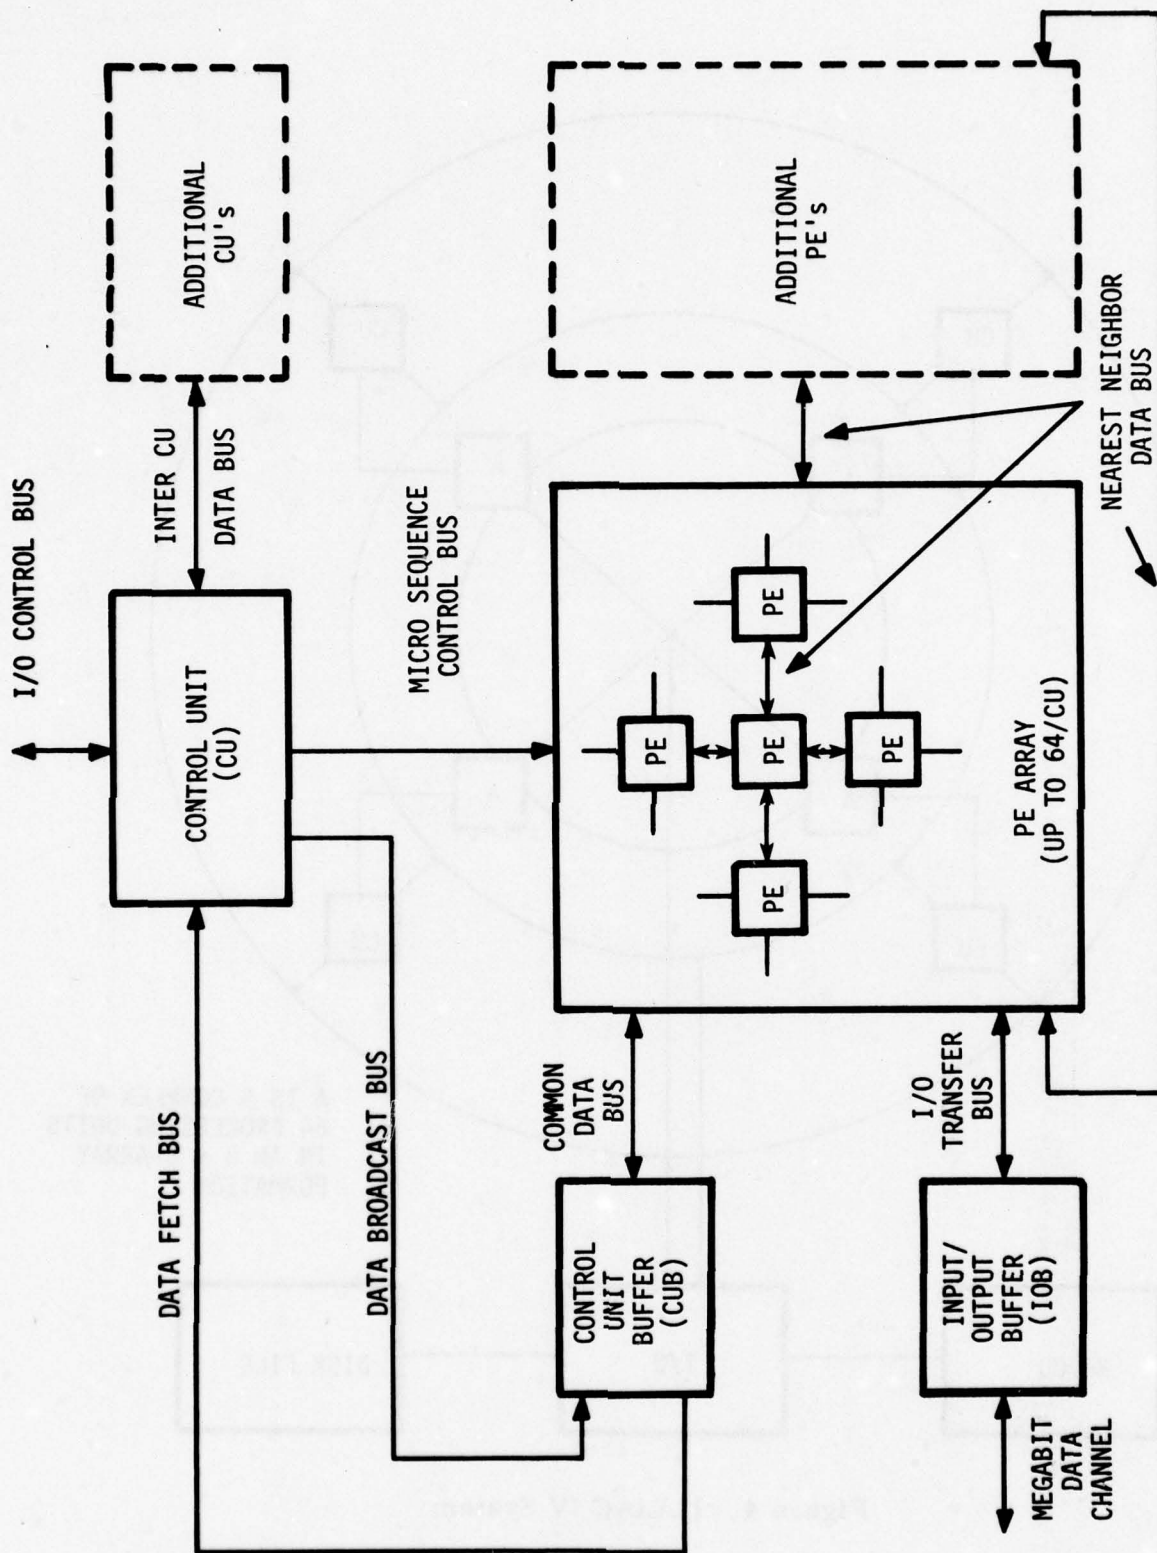 I/O CONTROL BUS
CONTROL UNIT
(CU)
INTER CU
DATA BUS
ADDITIONAL
CU's
DATA FETCH BUS
DATA BROADCAST BUS
MICRO SEQUENCE
CONTROL BUS
CONTROL
UNIT
BUFFER
(CUB)
COMMON
DATA
BUS
PE
PE
PE
PE
PE
PE ARRAY
(UP TO 64/CU)
ADDITIONAL
PE's
NEAREST NEIGHBOR
DATA BUS
INPUT/
OUTPUT
BUFFER
(IOB)
I/O
TRANSFER
BUS
MEGABIT
DATA
CHANNEL